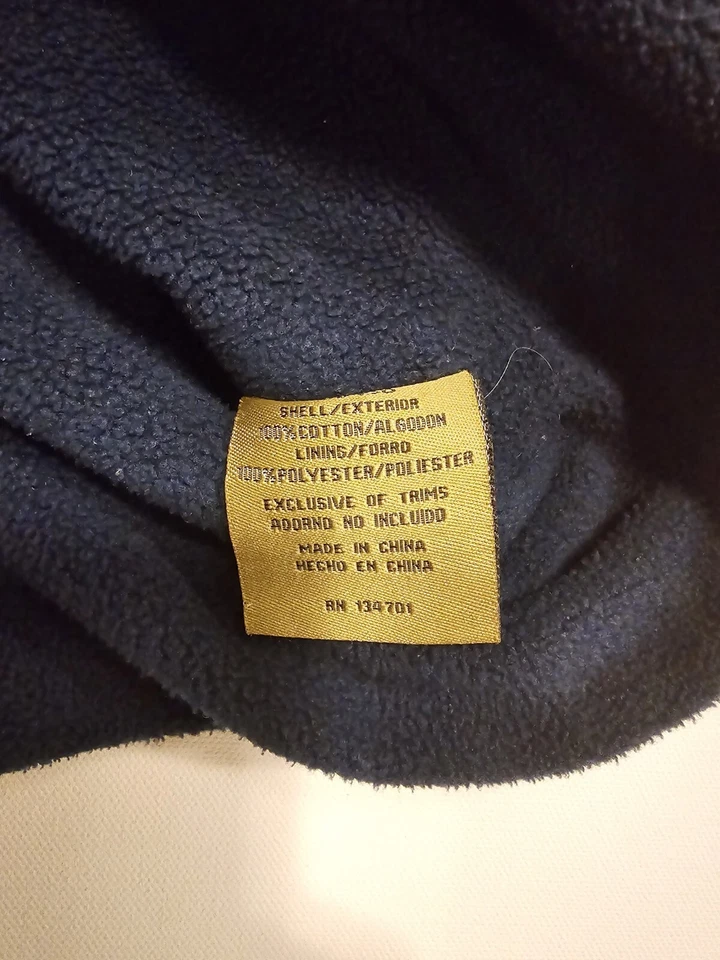 SHELL/EXTERIOR
100%COTTON/ALGODON
LINING/FORRO
100%POLYESTER/POLIESTER
EXCLUSIVE OF TRIMS
ADORNO NO INCLUIDO
MADE IN CHINA
HECHO EN CHINA
RN 134701